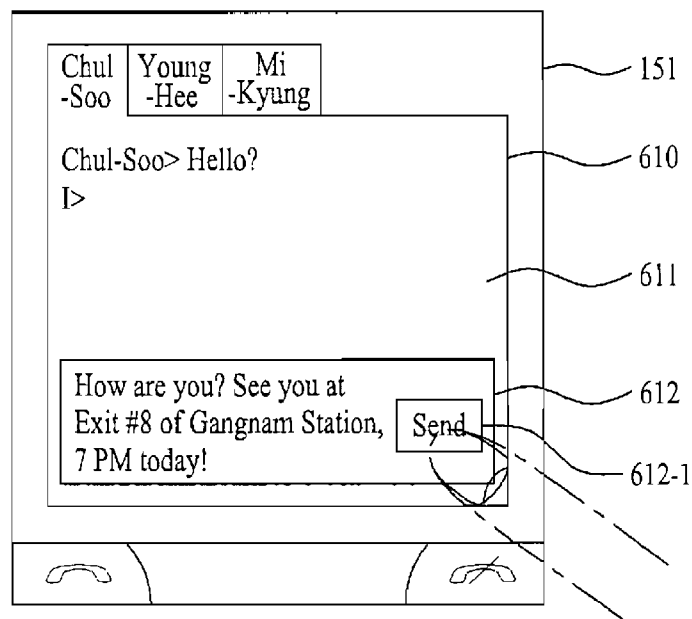 Chul
-Soo
Young
-Hee
Mi
-Kyung
151
Chul-Soo> Hello?
I>
610
611
How are you? See you at
Exit #8 of Gangnam Station,
7 PM today!
Send
612
612-1